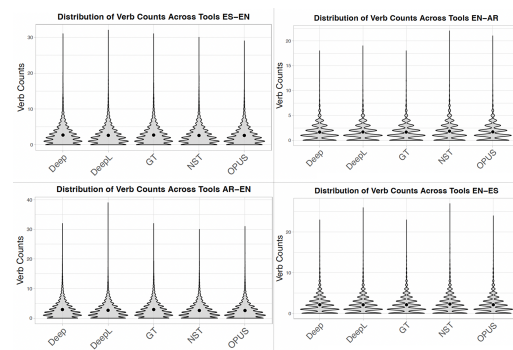 Distribution of Verb Counts Across Tools ES−EN
Verb Counts
30
20
10
0
Deep
DeepL
GT
NST
OPUS
Distribution of Verb Counts Across Tools EN−AR
Verb Counts
20
15
10
5
0
Deep
DeepL
GT
NST
OPUS
Distribution of Verb Counts Across Tools AR−EN
Verb Counts
40
30
20
10
0
Deep
DeepL
GT
NST
OPUS
Distribution of Verb Counts Across Tools EN−ES
Verb Counts
20
10
0
Deep
DeepL
GT
NST
OPUS